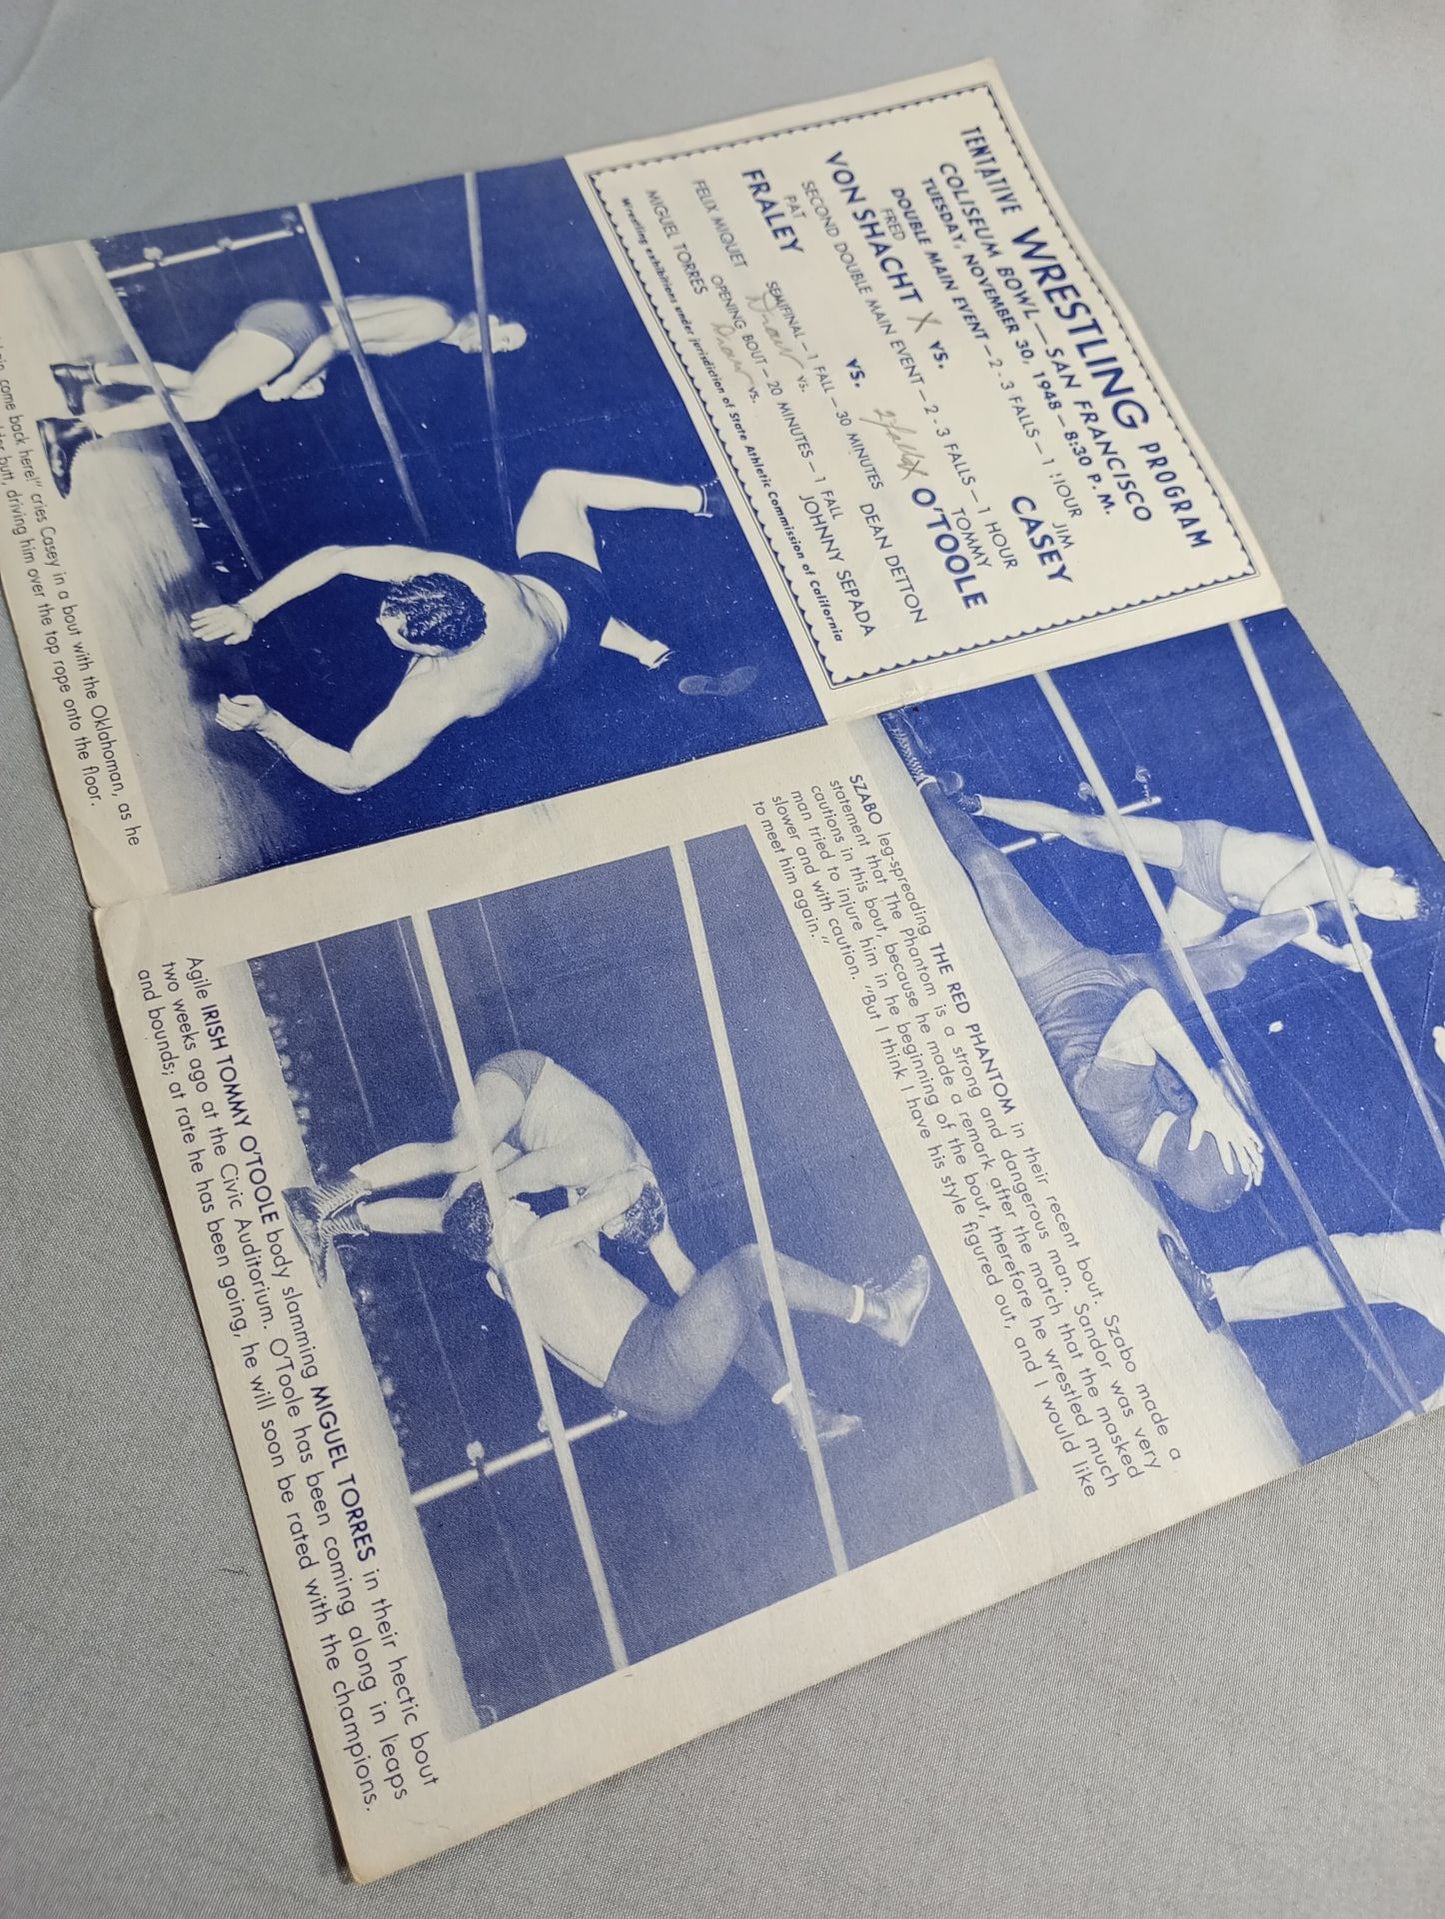 TENTATIVE WRESTLING PROGRAM
COLISEUM BOWL — SAN FRANCISCO
TUESDAY, NOVEMBER 30, 1948 — 8:30 P. M.
DOUBLE MAIN EVENT – 2-3 FALLS – 1 HOUR
FRED JIM
VON SHACHT X vs. CASEY
SECOND DOUBLE MAIN EVENT – 2-3 FALLS – 1 HOUR
PAT TOMMY
FRALEY vs. X O'TOOLE
SEMIFINAL – 1 FALL – 30 MINUTES
FELIX MIQUET Draw vs. DEAN DETTON
OPENING BOUT – 20 MINUTES – 1 FALL
MIGUEL TORRES Draw vs. JOHNNY SEPADA
Wrestling exhibitions under jurisdiction of State Athletic Commission of California
come back here!" cries Casey in a bout with the Oklahoman, as he
butt, driving him over the top rope onto the floor.
SZABO leg-spreading THE RED PHANTOM in their recent bout. Szabo made a
statement that The Phantom is a strong and dangerous man. Sandor was very
cautions in this bout, because he made a remark after the match that the masked
man tried to injure him, in he beginning of the bout, therefore he wrestled much
slower and with caution. "But I think I have his style figured out, and I would like
to meet him again."
Agile IRISH TOMMY O'TOOLE body slamming MIGUEL TORRES in their hectic bout
two weeks ago at the Civic Auditorium. O'Toole has been coming along in leaps
and bounds; at rate he has been going, he will soon be rated with the champions.